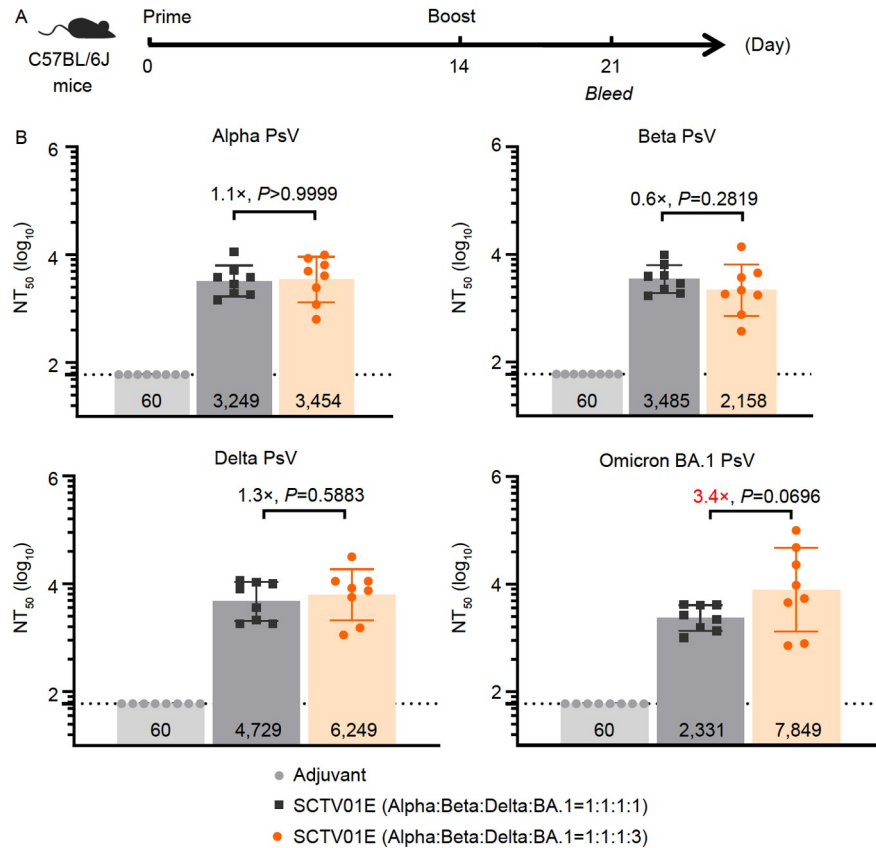 A
Prime
Boost
C57BL/6J
mice
0
14
21
(Day)
Bleed
B
Alpha PsV
NT50 (log10)
6
4
2
1.1×, P>0.9999
60
3,249
3,454
Beta PsV
NT50 (log10)
6
4
2
0.6×, P=0.2819
60
3,485
2,158
Delta PsV
NT50 (log10)
6
4
2
1.3×, P=0.5883
60
4,729
6,249
Omicron BA.1 PsV
NT50 (log10)
6
4
2
3.4×, P=0.0696
60
2,331
7,849
Adjuvant
SCTV01E (Alpha:Beta:Delta:BA.1=1:1:1:1)
SCTV01E (Alpha:Beta:Delta:BA.1=1:1:1:3)